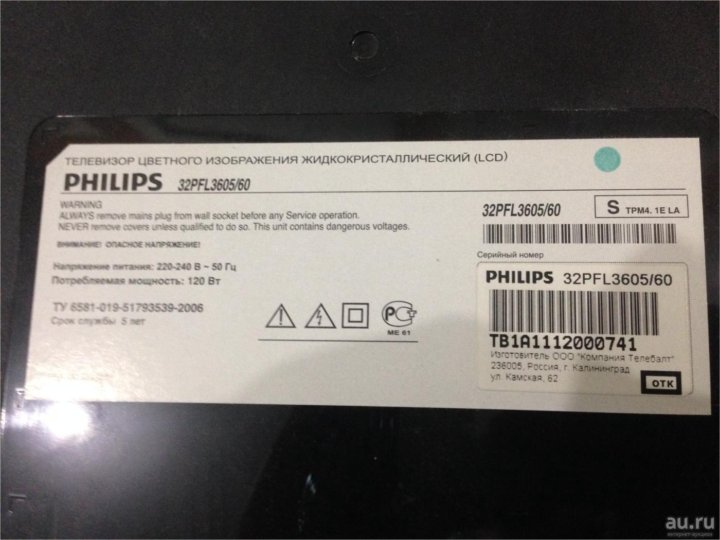 ТЕЛЕВИЗОР ЦВЕТНОГО ИЗОБРАЖЕНИЯ ЖИДКОКРИСТАЛЛИЧЕСКИЙ (LCD)
PHILIPS 32PFL3605/60
WARNING
ALWAYS remove mains plug from wall socket before any Service operation.
NEVER remove covers unless qualified to do so. This unit contains dangerous voltages.
ВНИМАНИЕ! ОПАСНОЕ НАПРЯЖЕНИЕ!
Напряжение питания: 220-240 В ~ 50 Гц
Потребляемая мощность: 120 Вт
ТУ 6581-019-51793539-2006
Срок службы 5 лет
ME 61
32PFL3605/60
S TPM4. 1E LA
Серийный номер
PHILIPS 32PFL3605/60
TB1A1112000741
Изготовитель ООО "Компания Телебалт"
236005, Россия, г. Калининград
ул. Камская, 62
ОТК
au.ru